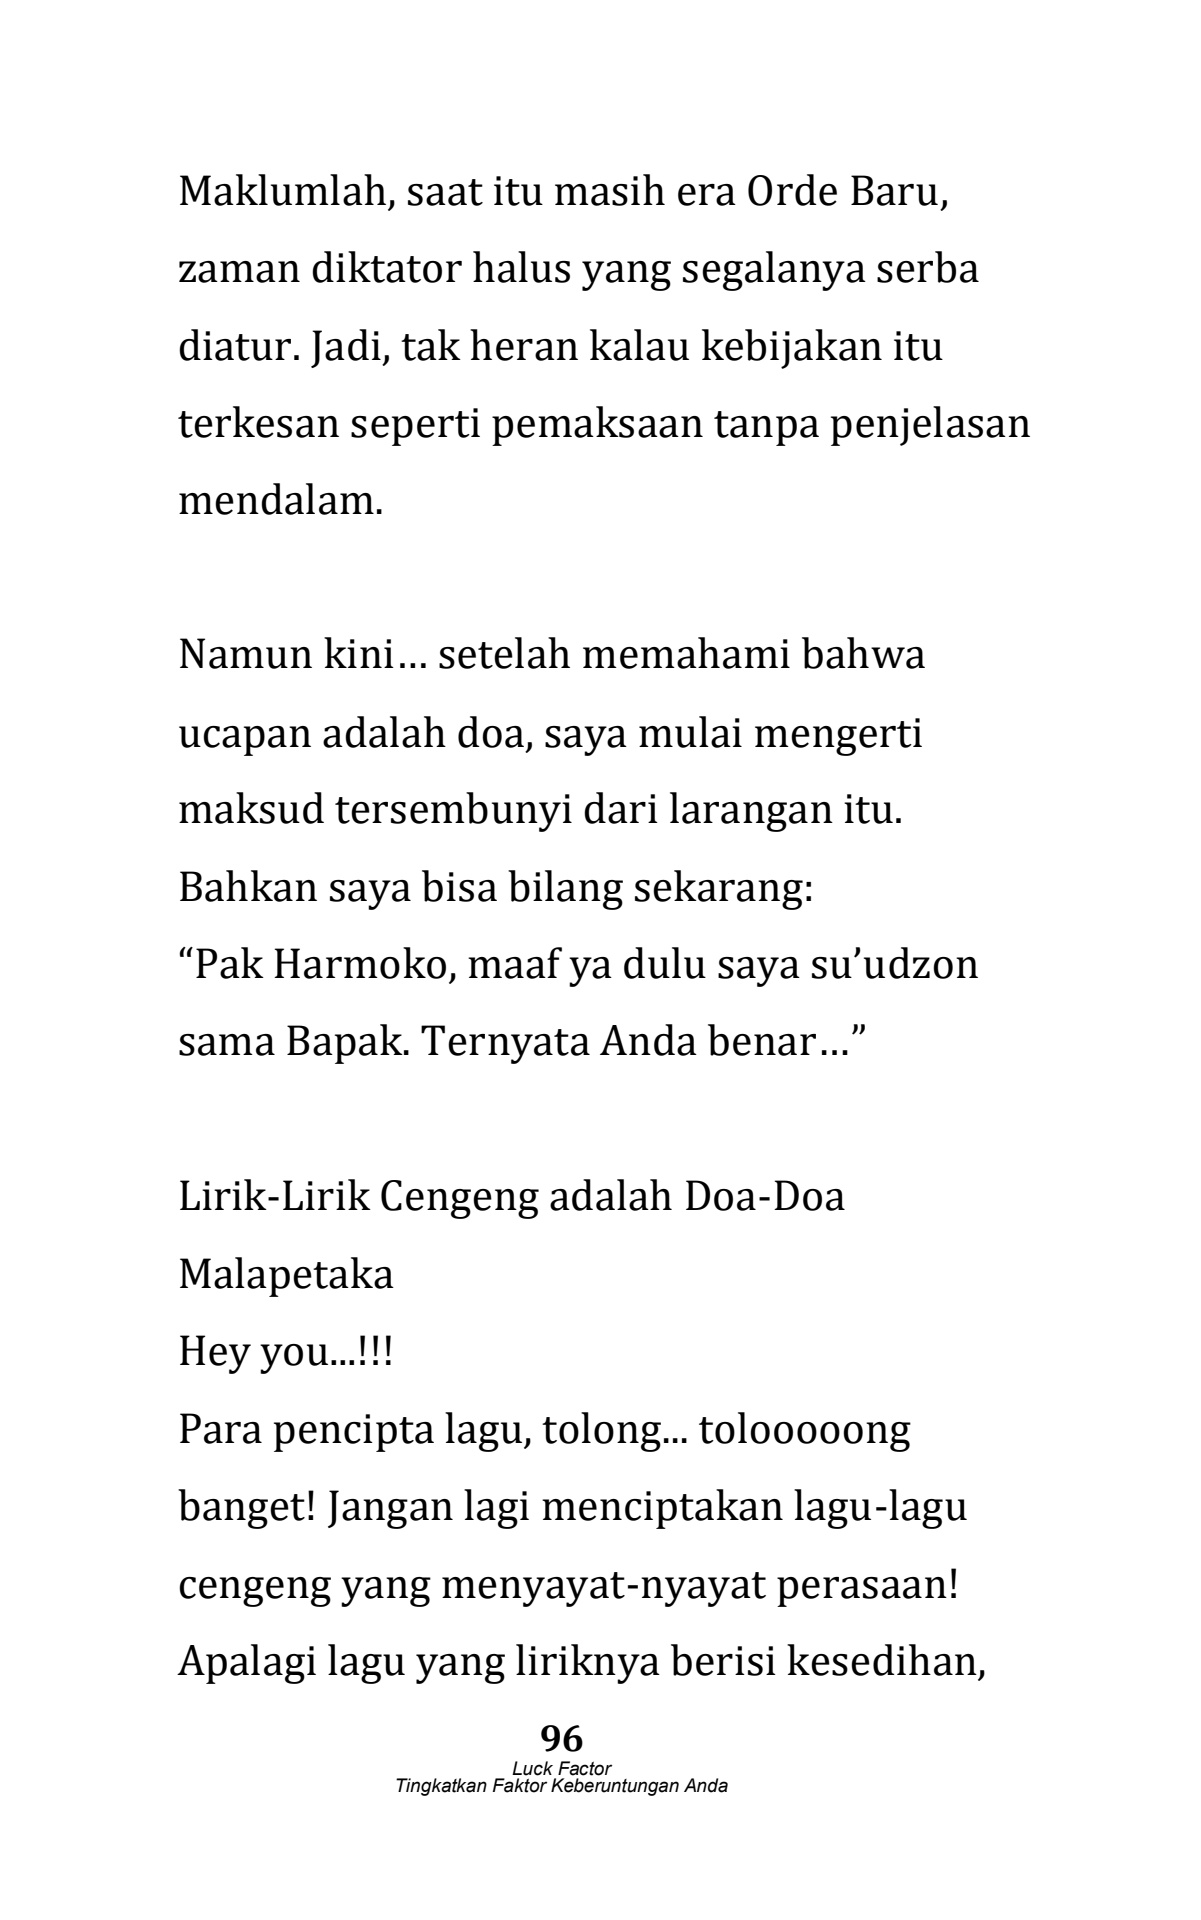 Maklumlah, saat itu masih era Orde Baru,
zaman diktator halus yang segalanya serba
diatur. Jadi, tak heran kalau kebijakan itu
terkesan seperti pemaksaan tanpa penjelasan
mendalam.
Namun kini… setelah memahami bahwa
ucapan adalah doa, saya mulai mengerti
maksud tersembunyi dari larangan itu.
Bahkan saya bisa bilang sekarang:
“Pak Harmoko, maaf ya dulu saya su’udzon
sama Bapak. Ternyata Anda benar…”
Lirik-Lirik Cengeng adalah Doa-Doa
Malapetaka
Hey you...!!!
Para pencipta lagu, tolong... tolooooong
banget! Jangan lagi menciptakan lagu-lagu
cengeng yang menyayat-nyayat perasaan!
Apalagi lagu yang liriknya berisi kesedihan,
96
Luck Factor
Tingkatkan Faktor Keberuntungan Anda